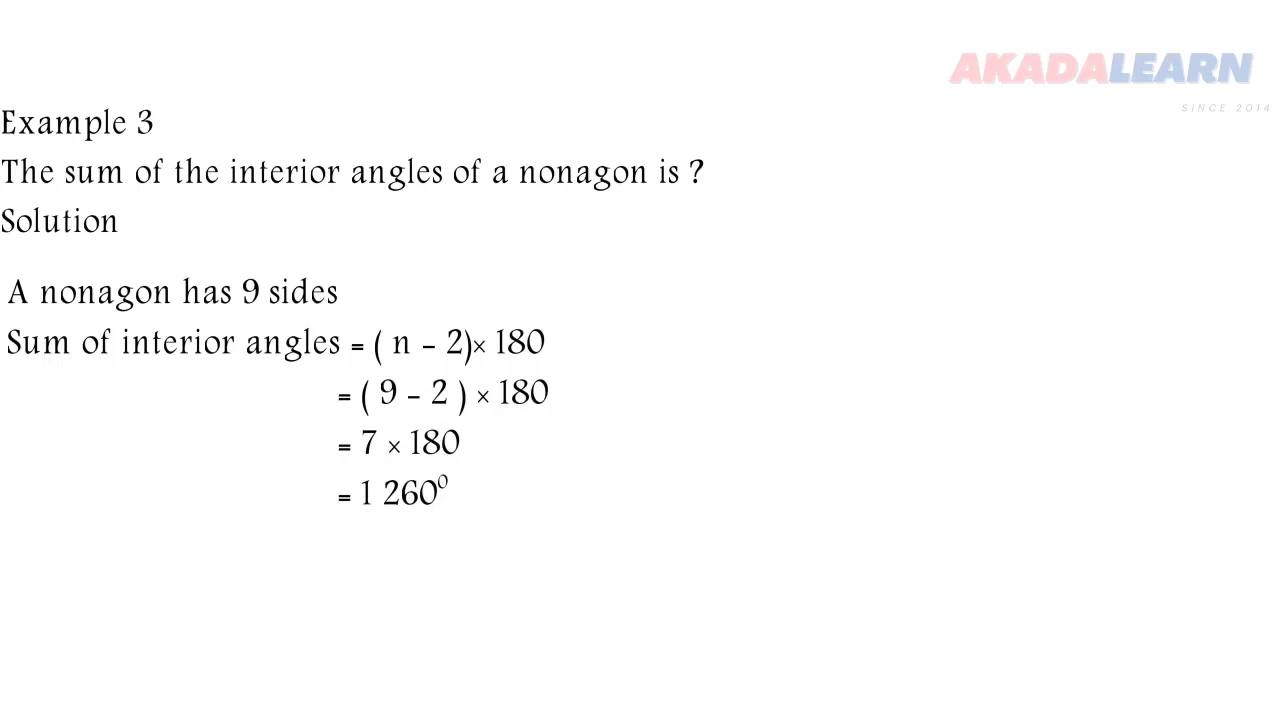 AKADALEARN
SINCE 2014
Example 3
The sum of the interior angles of a nonagon is ?
Solution
A nonagon has 9 sides
Sum of interior angles = ( n - 2)× 180
= ( 9 - 2 ) × 180
= 7 × 180
= 1 260⁰